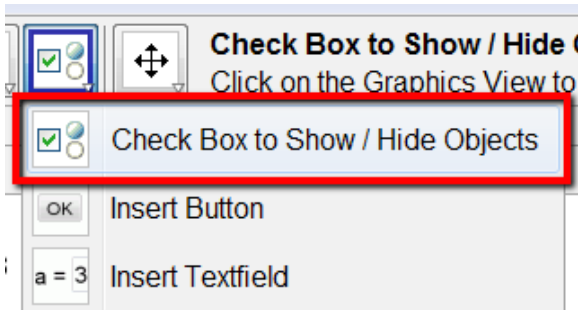 Check Box to Show / Hide
Click on the Graphics View to
Check Box to Show / Hide Objects
OK Insert Button
a = 3 Insert Textfield